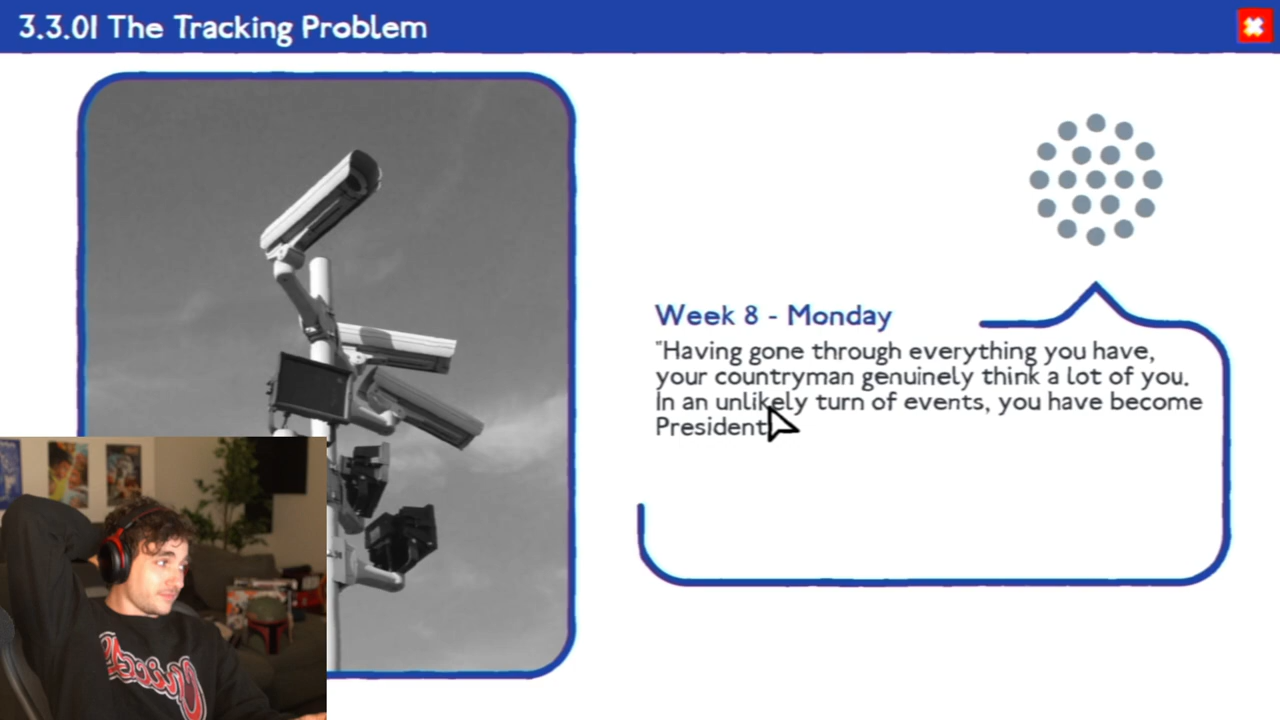 3.3.01 The Tracking Problem
Week 8 - Monday
"Having gone through everything you have,
your countryman genuinely think a lot of you.
In an unlikely turn of events, you have become
President